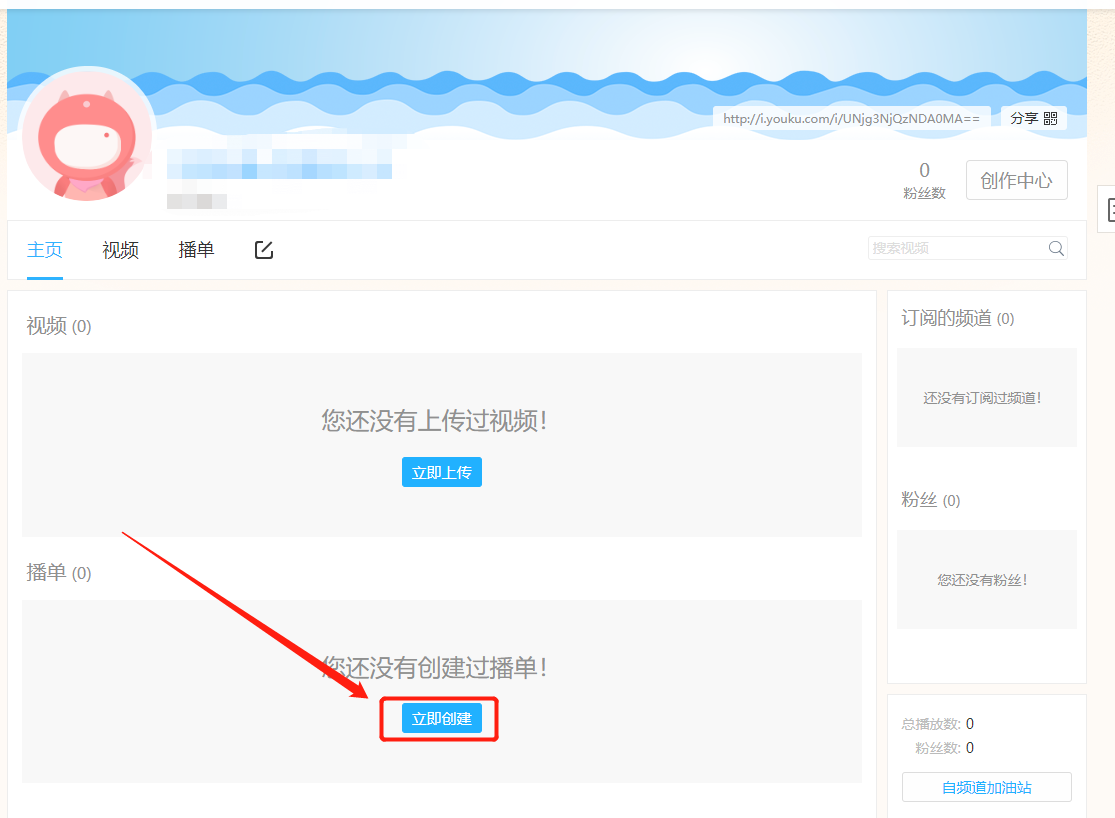 http://i.youku.com/i/UNjg3NjQzNDA0MA==
分享
0
粉丝数
创作中心
主页
视频
播单
搜索视频
视频 (0)
您还没有上传过视频！
立即上传
播单 (0)
您还没有创建过播单！
立即创建
订阅的频道 (0)
还没有订阅过频道！
粉丝 (0)
您还没有粉丝！
总播放数: 0
粉丝数: 0
自频道加油站